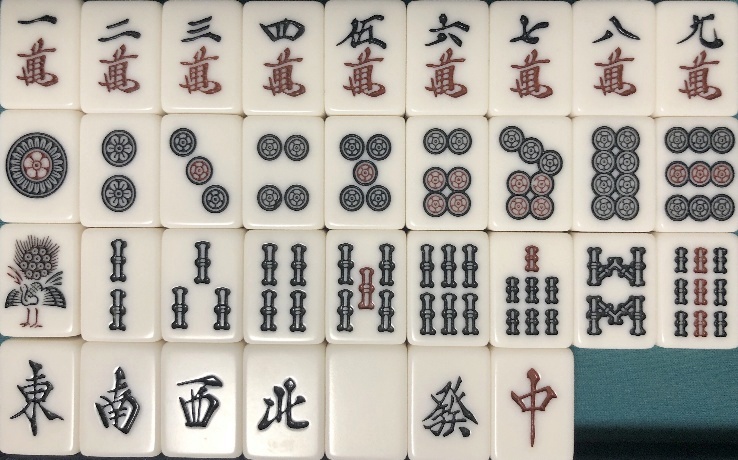 一 二 三 四 伍 六 七 八 九
萬 萬 萬 萬 萬 萬 萬 萬 萬
東 南 西 北 發 中